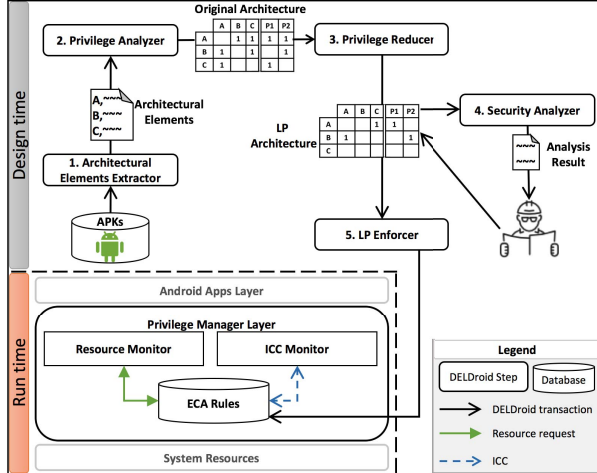 Original Architecture
Design time
2. Privilege Analyzer
A B C P1 P2
A 1 1 1 1
B 1 1 1
C 1 1
3. Privilege Reducer
A,~~~
B,~~~
C,~~~
Architectural
Elements
LP
Architecture
A B C P1 P2
A 1 1
B 1 1
C
4. Security Analyzer
~~~
~~~
Analysis
Result
1. Architectural
Elements Extractor
APKs
5. LP Enforcer
Run time
Android Apps Layer
Privilege Manager Layer
Resource Monitor
ICC Monitor
ECA Rules
System Resources
Legend
DELDroid Step
Database
DELDroid transaction
Resource request
ICC